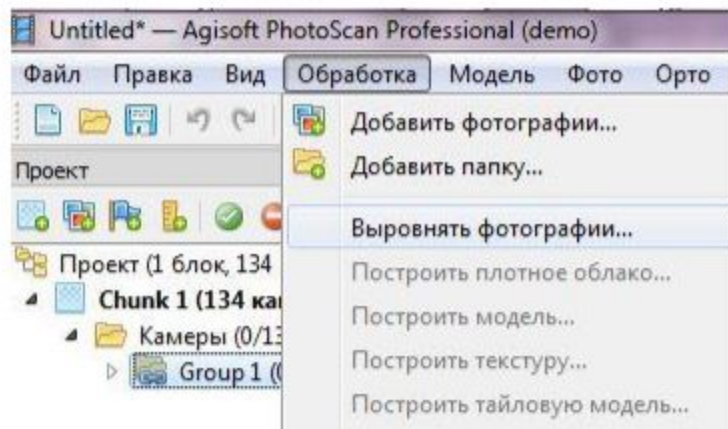 Untitled* — Agisoft PhotoScan Professional (demo)
Файл Правка Вид Обработка Модель Фото Орто
Добавить фотографии...
Добавить папку...
Проект
Выровнять фотографии...
Построить плотное облако...
Построить модель...
Построить текстуру...
Построить тайловую модель...
Проект (1 блок, 134
Chunk 1 (134
Камеры (0/13
Group 1 (0